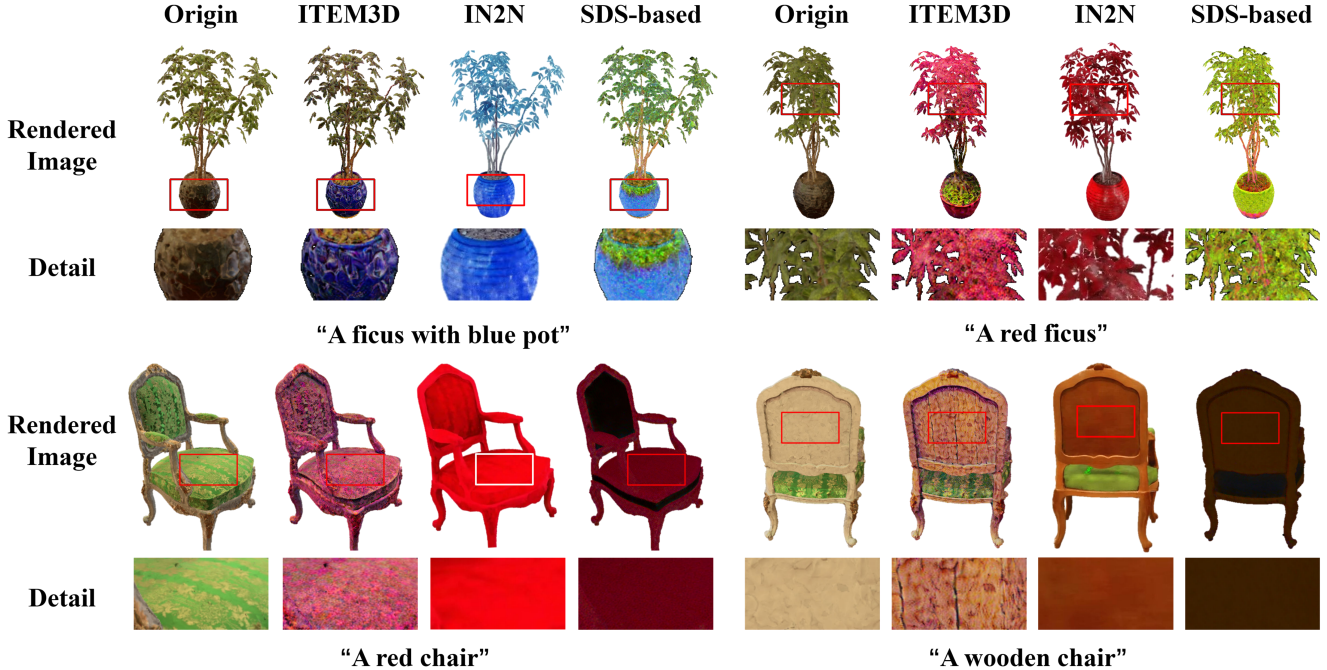 Origin ITEM3D IN2N SDS-based Origin ITEM3D IN2N SDS-based
Rendered
Image
Detail
“A ficus with blue pot” “A red ficus”
Rendered
Image
Detail
“A red chair” “A wooden chair”